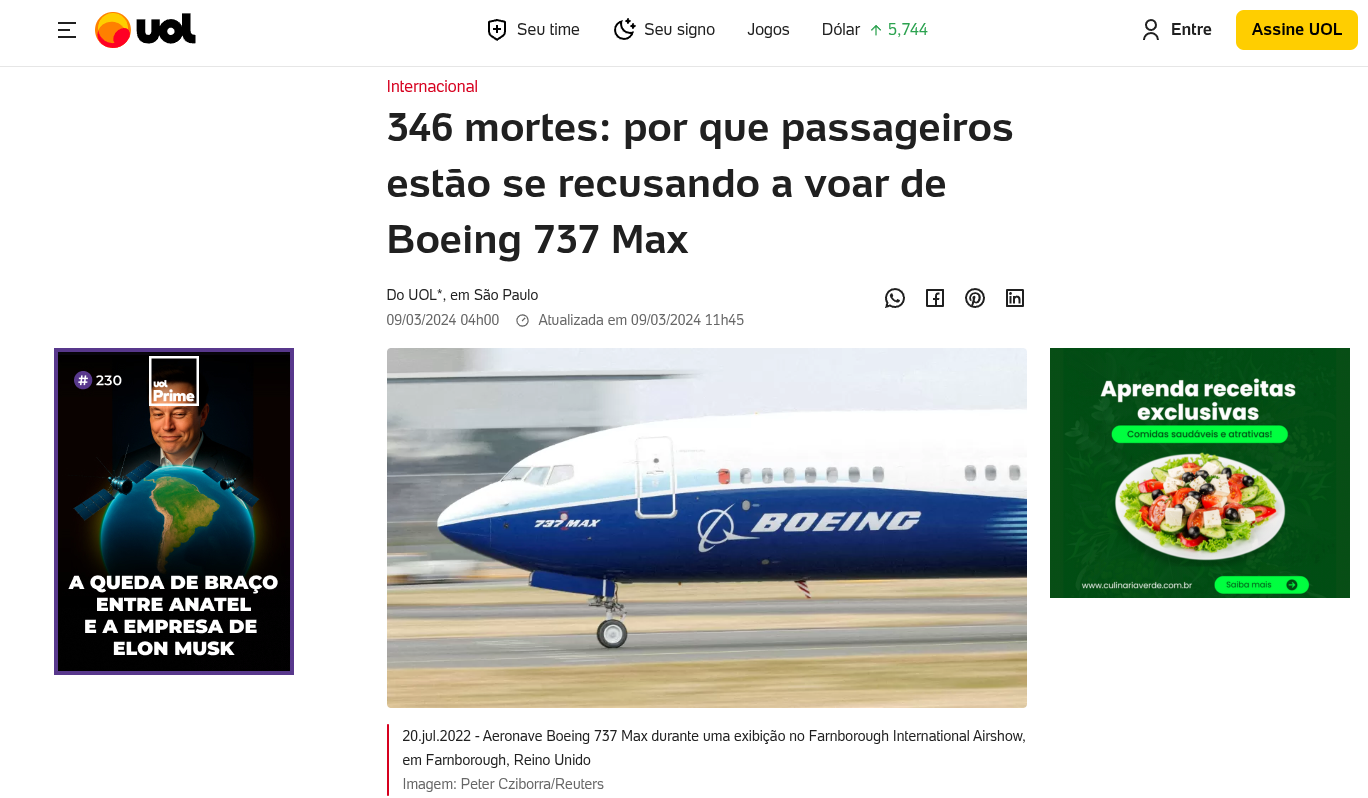 uol
Seu time
Seu signo
Jogos
Dólar 5,744
Entre
Assine UOL
Internacional
346 mortes: por que passageiros
estão se recusando a voar de
Boeing 737 Max
Do UOL*, em São Paulo
09/03/2024 04h00 Atualizada em 09/03/2024 11h45
# 230
uol
Prime
A QUEDA DE BRAÇO
ENTRE ANATEL
E A EMPRESA DE
ELON MUSK
737 MAX
BOEING
Aprenda receitas
exclusivas
Comidas saudáveis e atrativas!
www.culinariaverde.com.br
Saiba mais
20.jul.2022 - Aeronave Boeing 737 Max durante uma exibição no Farnborough International Airshow,
em Farnborough, Reino Unido
Imagem: Peter Cziborra/Reuters